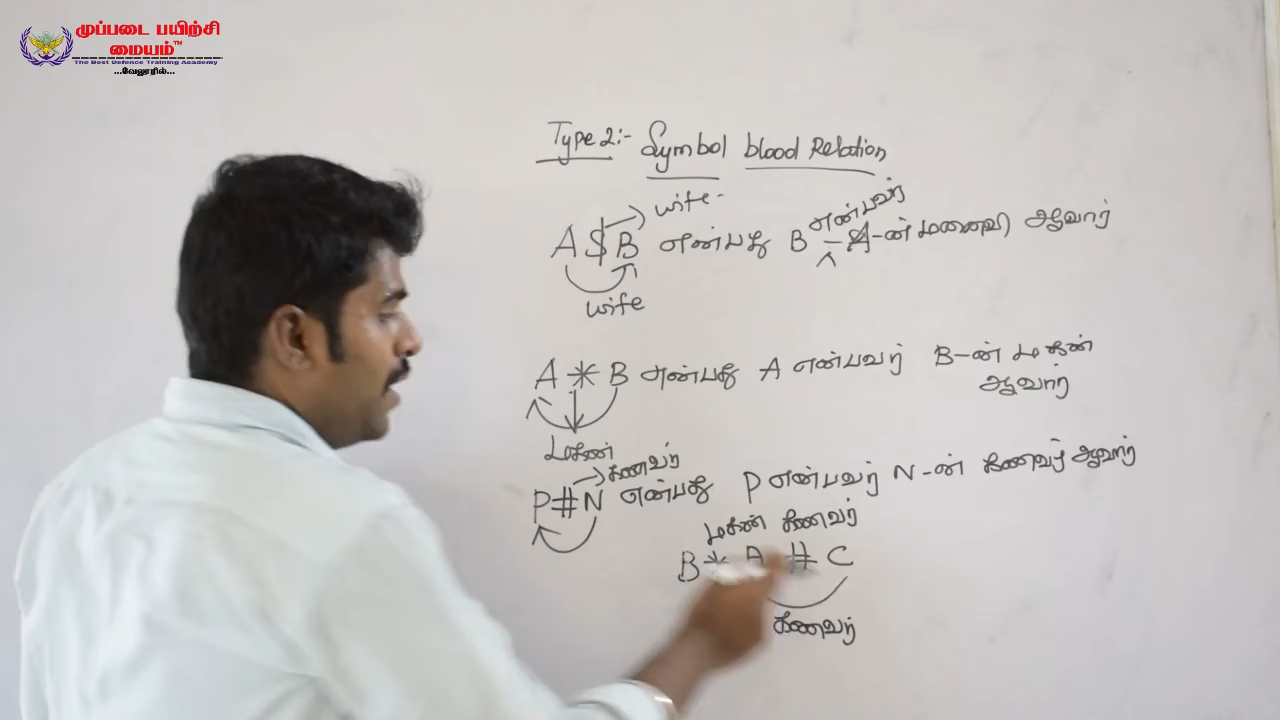 முப்படை பயிற்சி
மையம்™
The Best Defence Training Academy
...வேலூரில்...
Type 2:- Symbol blood Relation
wife
A $ B என்பது B என்பவர் A-ன் மனைவி ஆவார்
wife
A * B என்பது A என்பவர் B-ன் மகன்
ஆவார்
மகன்
கணவர்
P # N என்பது P என்பவர் N-ன் கணவர் ஆவார்
மகன் கணவர்
B * A # C
கணவர்